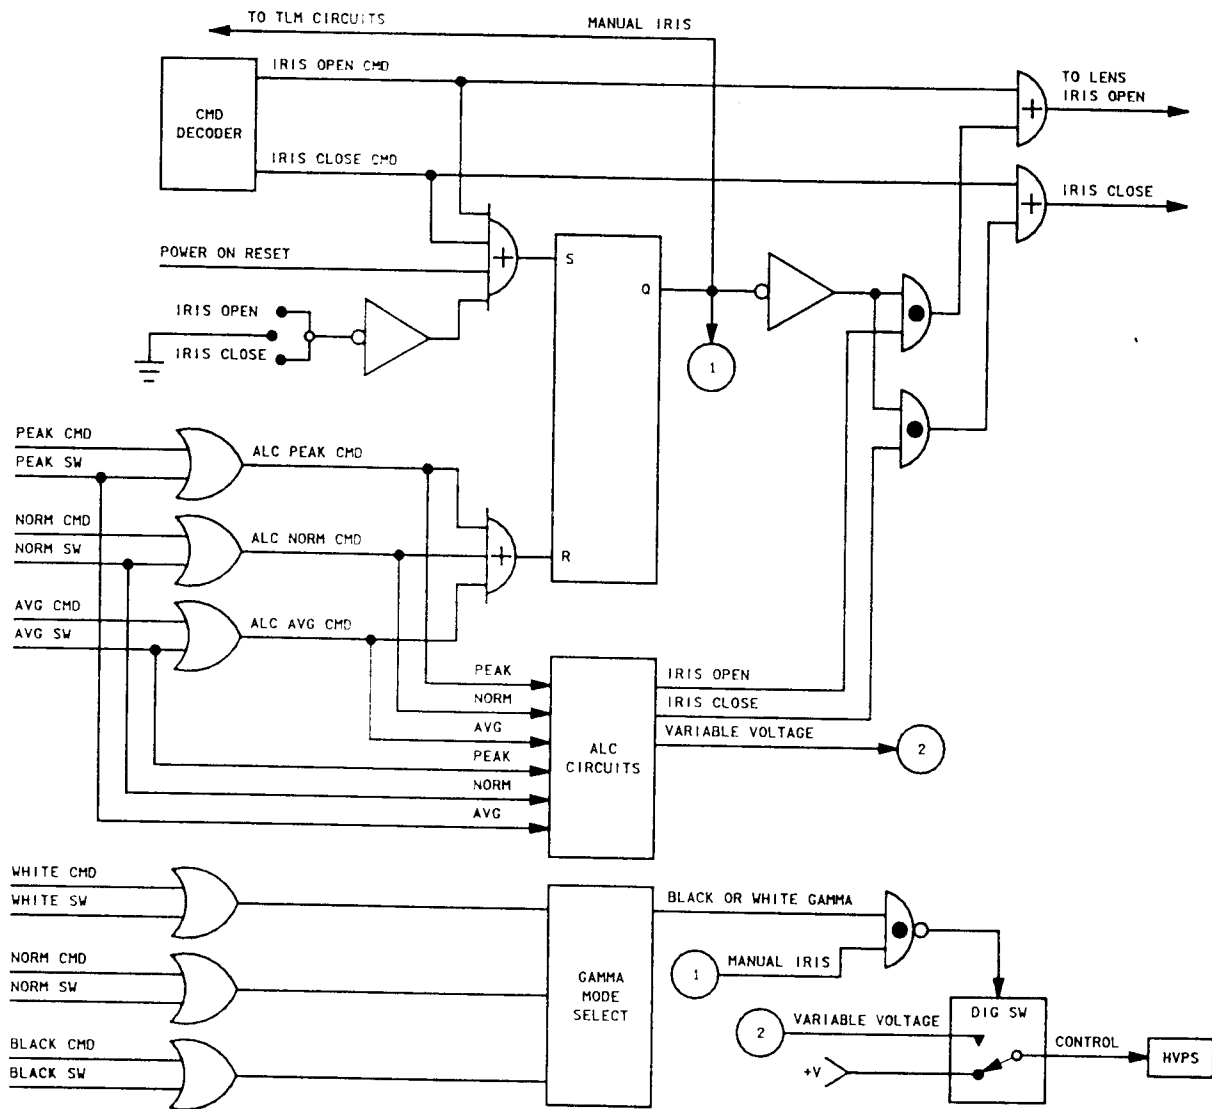 TO TLM CIRCUITS
MANUAL IRIS
IRIS OPEN CMD
TO LENS
IRIS OPEN
CMD
DECODER
+
IRIS CLOSE CMD
IRIS CLOSE
+
POWER ON RESET
+
S
Q
IRIS OPEN
IRIS CLOSE
1
PEAK CMD
PEAK SW
ALC PEAK CMD
NORM CMD
NORM SW
ALC NORM CMD
+
R
AVG CMD
AVG SW
ALC AVG CMD
PEAK
NORM
AVG
PEAK
NORM
AVG
ALC
CIRCUITS
IRIS OPEN
IRIS CLOSE
VARIABLE VOLTAGE
2
WHITE CMD
WHITE SW
BLACK OR WHITE GAMMA
NORM CMD
NORM SW
GAMMA
MODE
SELECT
1
MANUAL IRIS
DIG SW
2
VARIABLE VOLTAGE
BLACK CMD
BLACK SW
CONTROL
HVPS
+V